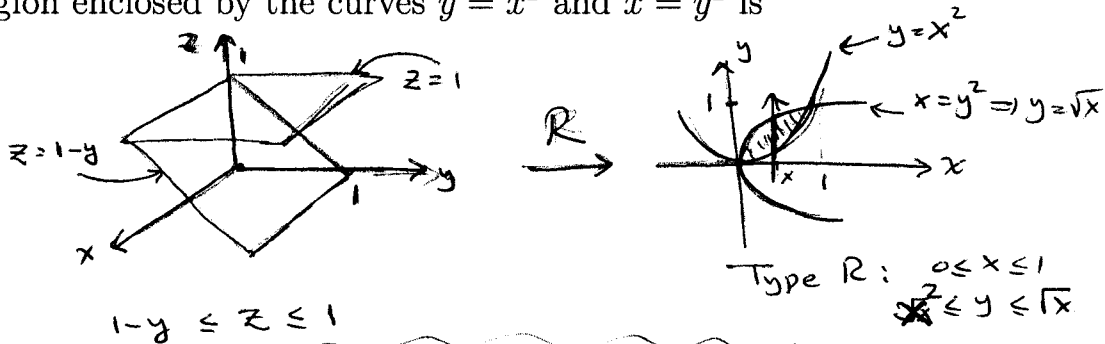 gion enclosed by the curves y = x² and x = y² is
z
1
z = 1
z = 1-y
y
1
x
1-y ≤ z ≤ 1
R
y
y = x²
1
x = y² ⇒ y = √x
x
x
1
Type R : 0 ≤ x ≤ 1
x² ≤ y ≤ √x